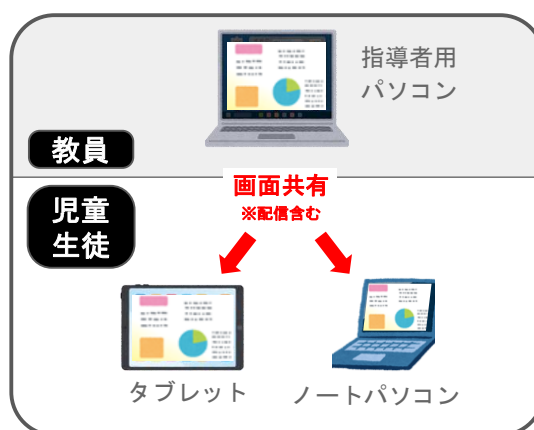 指導者用
パソコン
教員
画面共有
※配信含む
児童
生徒
タブレット
ノートパソコン